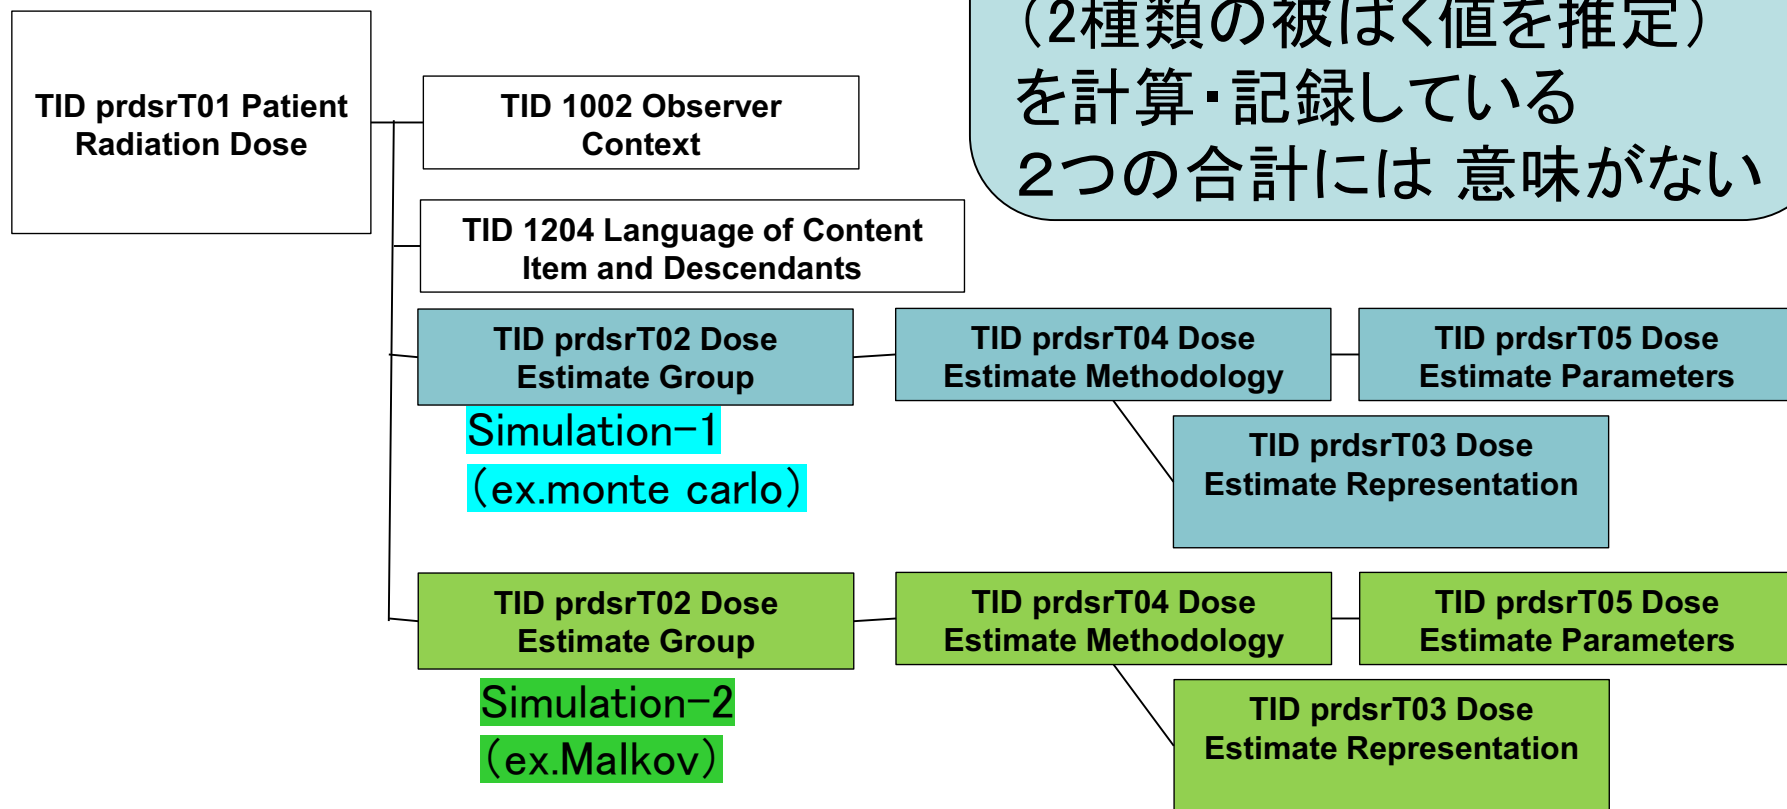 （2種類の被ばく値を推定）
を計算・記録している
２つの合計には 意味がない
TID prdsrT01 Patient
Radiation Dose
TID 1002 Observer
Context
TID 1204 Language of Content
Item and Descendants
TID prdsrT02 Dose
Estimate Group
TID prdsrT04 Dose
Estimate Methodology
TID prdsrT05 Dose
Estimate Parameters
Simulation-1
（ex.monte carlo）
TID prdsrT03 Dose
Estimate Representation
TID prdsrT02 Dose
Estimate Group
TID prdsrT04 Dose
Estimate Methodology
TID prdsrT05 Dose
Estimate Parameters
Simulation-2
（ex.Malkov）
TID prdsrT03 Dose
Estimate Representation